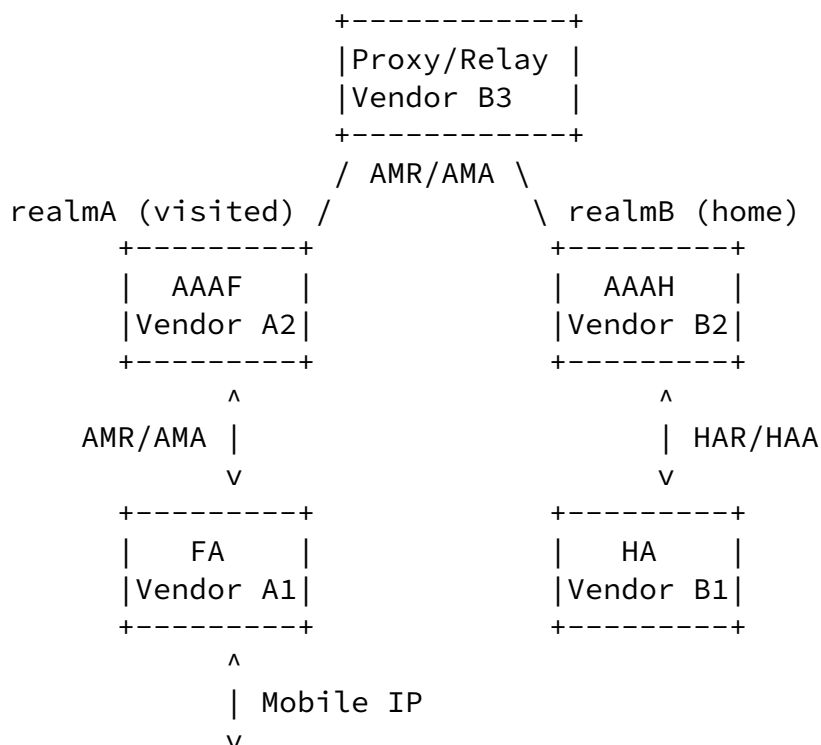 +------------+
|Proxy/Relay |
|Vendor B3   |
+------------+
/ AMR/AMA \
realmA (visited) /            \ realmB (home)
+---------+              +---------+
|  AAAF   |              |  AAAH   |
|Vendor A2|              |Vendor B2|
+---------+              +---------+
^                        ^
AMR/AMA |                        | HAR/HAA
v                        v
+---------+              +---------+
|   FA    |              |   HA    |
|Vendor A1|              |Vendor B1|
+---------+              +---------+
^
| Mobile IP
v